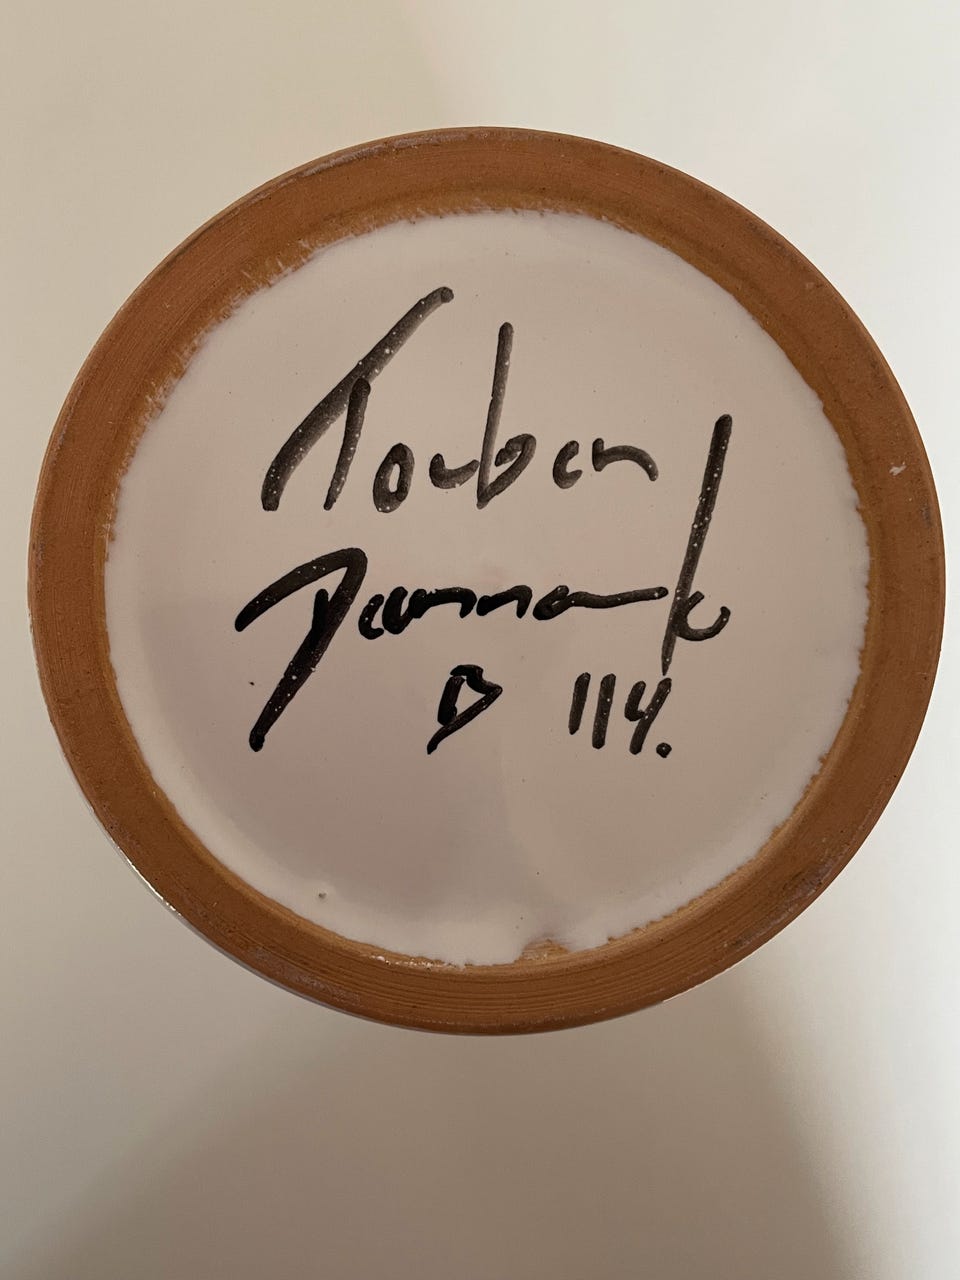 Torben
Danmark
B 114.